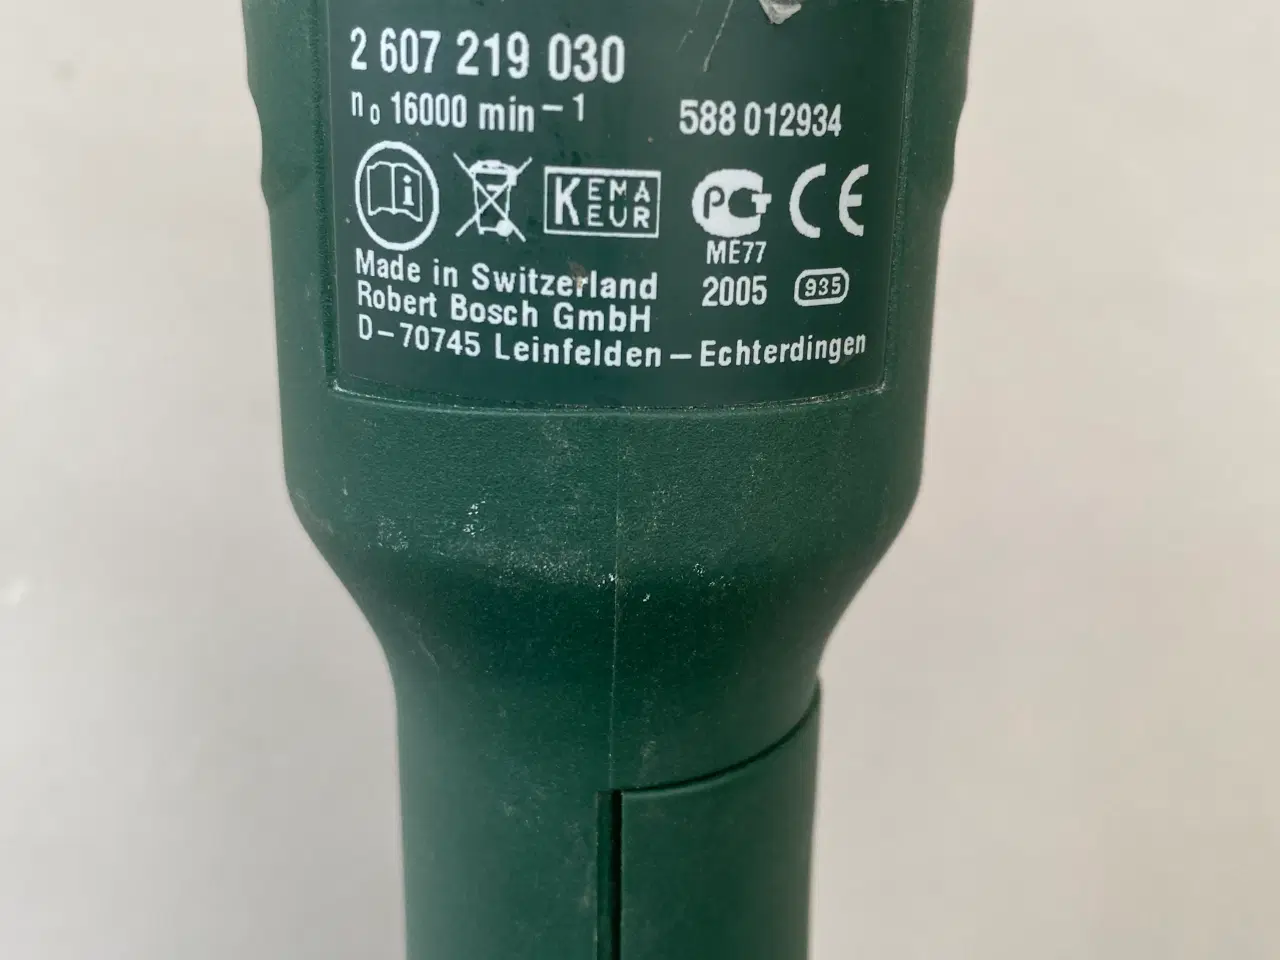 2 607 219 030
n₀ 16000 min⁻¹ 588 012934
i KEMA EUR PCT CE
ME77
Made in Switzerland 2005 935
Robert Bosch GmbH
D-70745 Leinfelden - Echterdingen